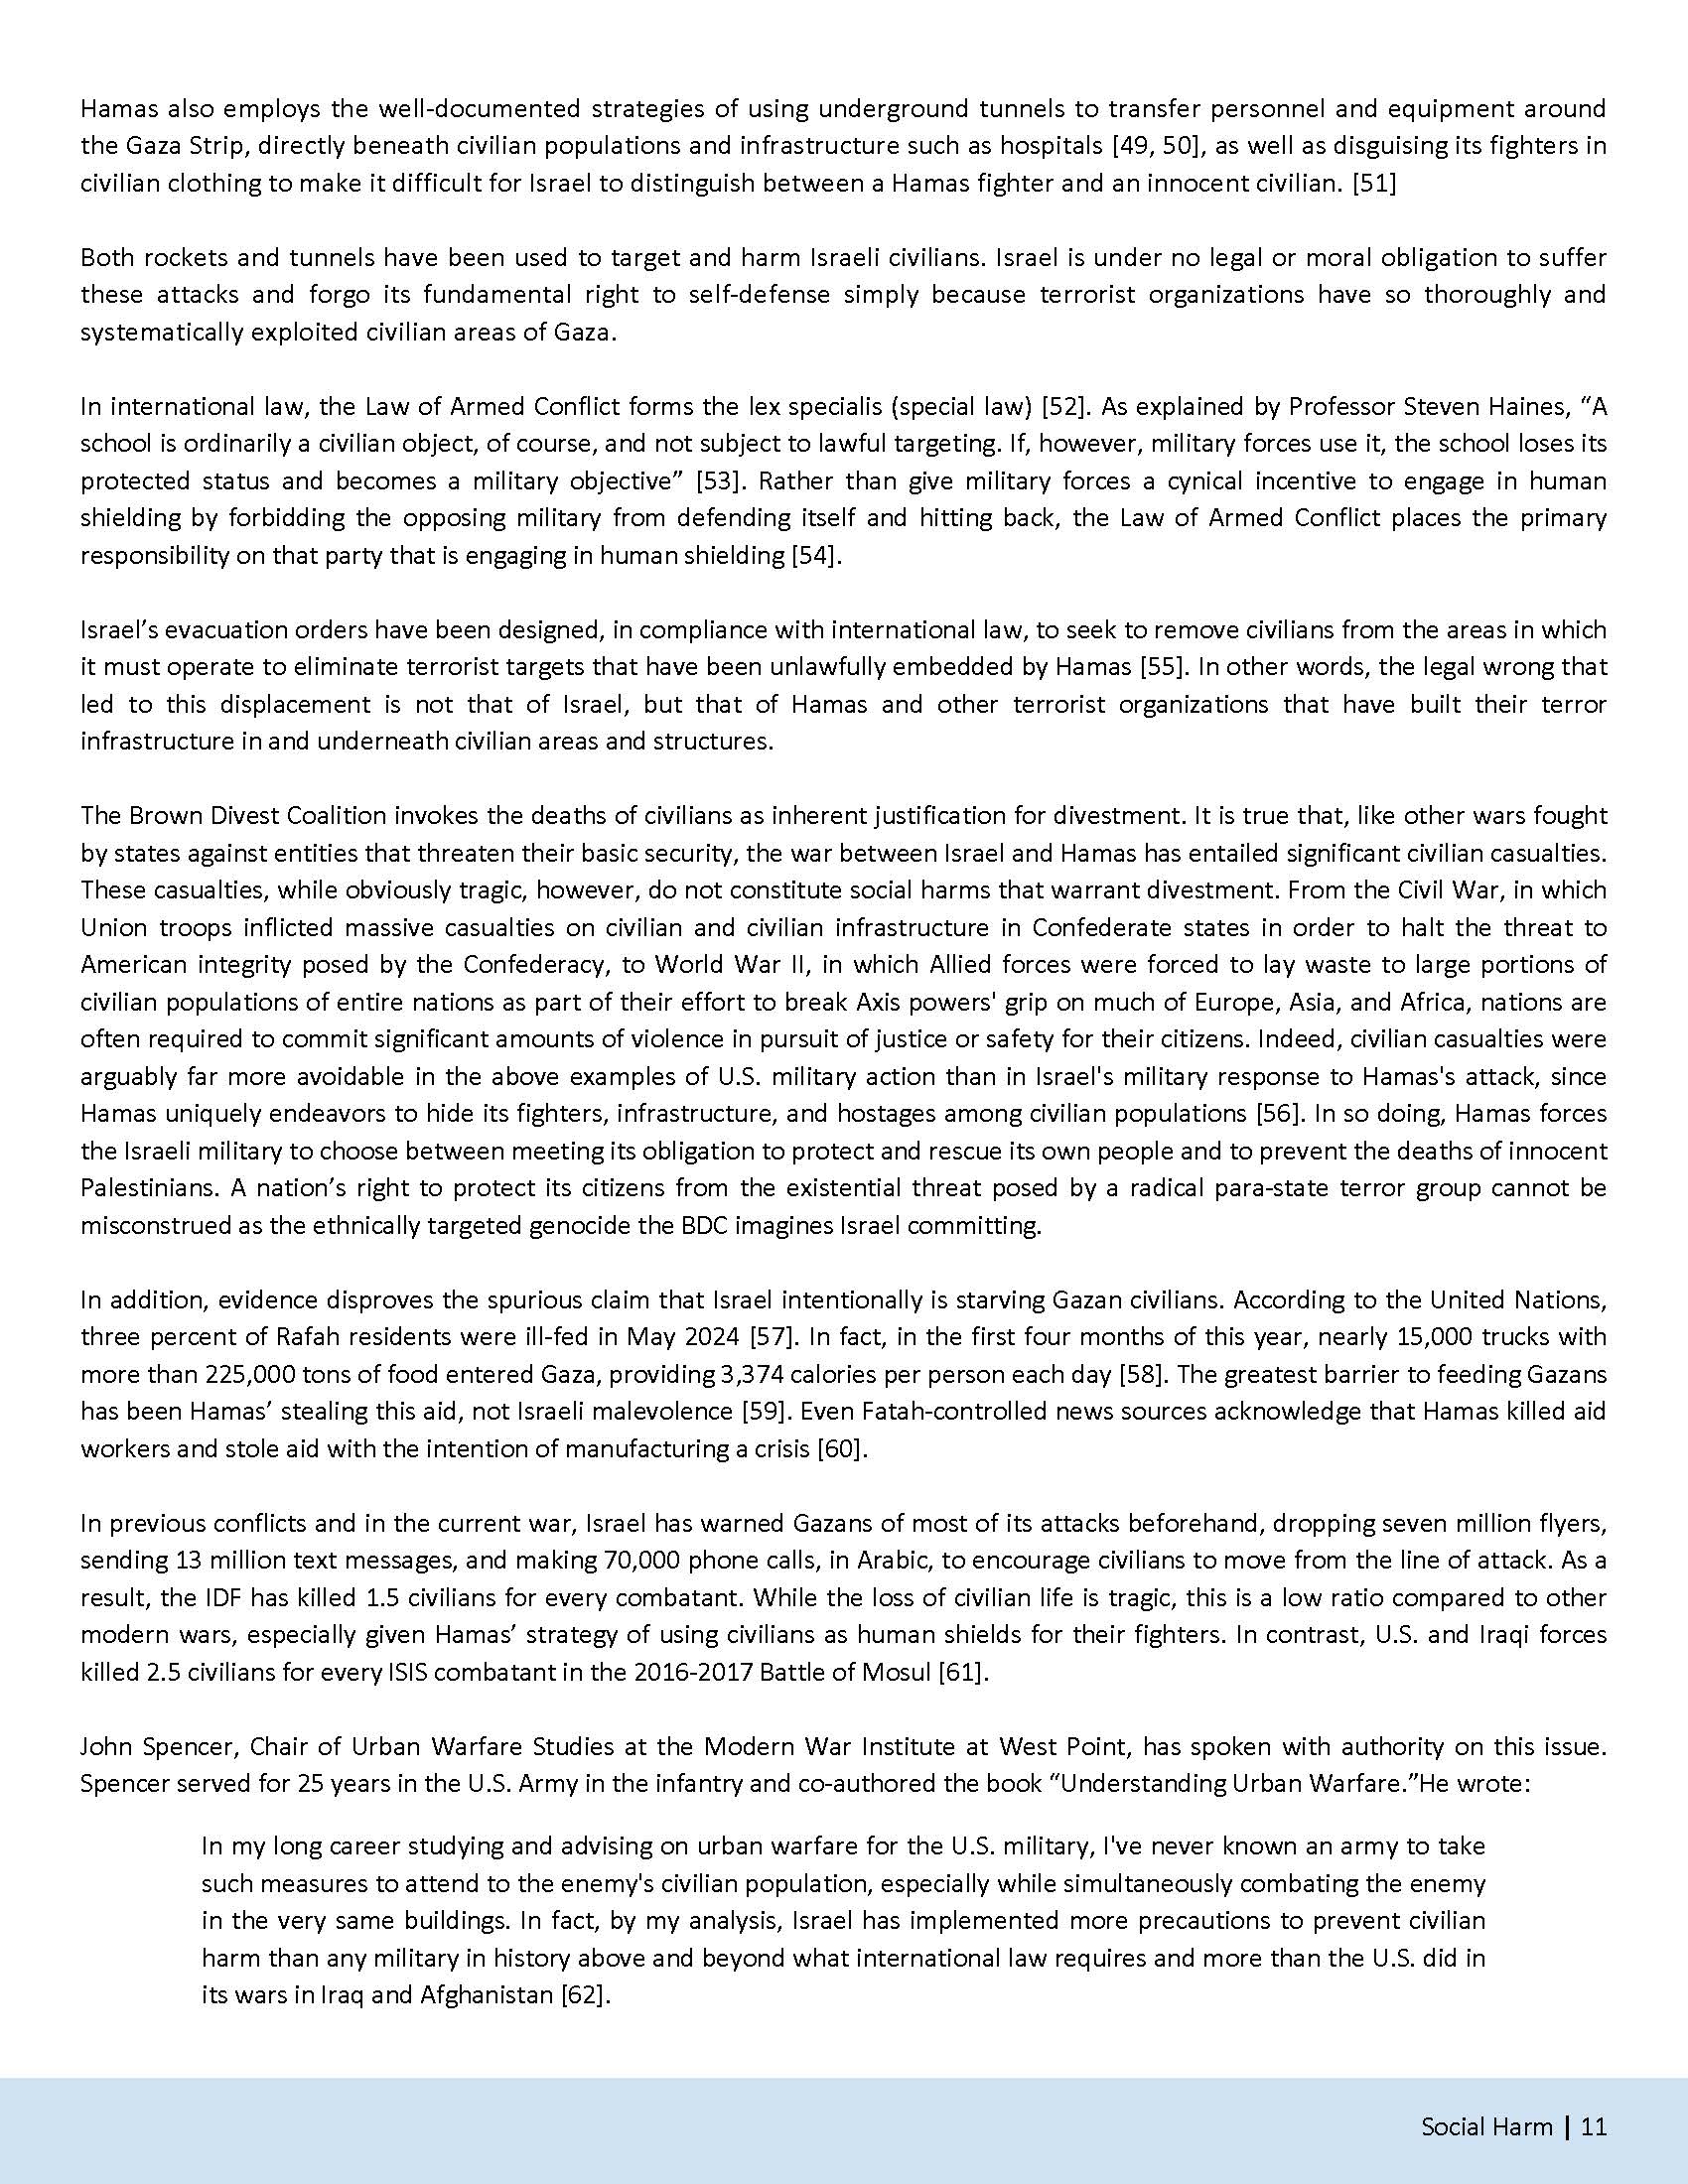 Hamas also employs the well-documented strategies of using underground tunnels to transfer personnel and equipment around
the Gaza Strip, directly beneath civilian populations and infrastructure such as hospitals [49, 50], as well as disguising its fighters in
civilian clothing to make it difficult for Israel to distinguish between a Hamas fighter and an innocent civilian. [51]
Both rockets and tunnels have been used to target and harm Israeli civilians. Israel is under no legal or moral obligation to suffer
these attacks and forgo its fundamental right to self-defense simply because terrorist organizations have so thoroughly and
systematically exploited civilian areas of Gaza.
In international law, the Law of Armed Conflict forms the lex specialis (special law) [52]. As explained by Professor Steven Haines, “A
school is ordinarily a civilian object, of course, and not subject to lawful targeting. If, however, military forces use it, the school loses its
protected status and becomes a military objective” [53]. Rather than give military forces a cynical incentive to engage in human
shielding by forbidding the opposing military from defending itself and hitting back, the Law of Armed Conflict places the primary
responsibility on that party that is engaging in human shielding [54].
Israel’s evacuation orders have been designed, in compliance with international law, to seek to remove civilians from the areas in which
it must operate to eliminate terrorist targets that have been unlawfully embedded by Hamas [55]. In other words, the legal wrong that
led to this displacement is not that of Israel, but that of Hamas and other terrorist organizations that have built their terror
infrastructure in and underneath civilian areas and structures.
The Brown Divest Coalition invokes the deaths of civilians as inherent justification for divestment. It is true that, like other wars fought
by states against entities that threaten their basic security, the war between Israel and Hamas has entailed significant civilian casualties.
These casualties, while obviously tragic, however, do not constitute social harms that warrant divestment. From the Civil War, in which
Union troops inflicted massive casualties on civilian and civilian infrastructure in Confederate states in order to halt the threat to
American integrity posed by the Confederacy, to World War II, in which Allied forces were forced to lay waste to large portions of
civilian populations of entire nations as part of their effort to break Axis powers' grip on much of Europe, Asia, and Africa, nations are
often required to commit significant amounts of violence in pursuit of justice or safety for their citizens. Indeed, civilian casualties were
arguably far more avoidable in the above examples of U.S. military action than in Israel's military response to Hamas's attack, since
Hamas uniquely endeavors to hide its fighters, infrastructure, and hostages among civilian populations [56]. In so doing, Hamas forces
the Israeli military to choose between meeting its obligation to protect and rescue its own people and to prevent the deaths of innocent
Palestinians. A nation’s right to protect its citizens from the existential threat posed by a radical para-state terror group cannot be
misconstrued as the ethnically targeted genocide the BDC imagines Israel committing.
In addition, evidence disproves the spurious claim that Israel intentionally is starving Gazan civilians. According to the United Nations,
three percent of Rafah residents were ill-fed in May 2024 [57]. In fact, in the first four months of this year, nearly 15,000 trucks with
more than 225,000 tons of food entered Gaza, providing 3,374 calories per person each day [58]. The greatest barrier to feeding Gazans
has been Hamas’ stealing this aid, not Israeli malevolence [59]. Even Fatah-controlled news sources acknowledge that Hamas killed aid
workers and stole aid with the intention of manufacturing a crisis [60].
In previous conflicts and in the current war, Israel has warned Gazans of most of its attacks beforehand, dropping seven million flyers,
sending 13 million text messages, and making 70,000 phone calls, in Arabic, to encourage civilians to move from the line of attack. As a
result, the IDF has killed 1.5 civilians for every combatant. While the loss of civilian life is tragic, this is a low ratio compared to other
modern wars, especially given Hamas’ strategy of using civilians as human shields for their fighters. In contrast, U.S. and Iraqi forces
killed 2.5 civilians for every ISIS combatant in the 2016-2017 Battle of Mosul [61].
John Spencer, Chair of Urban Warfare Studies at the Modern War Institute at West Point, has spoken with authority on this issue.
Spencer served for 25 years in the U.S. Army in the infantry and co-authored the book “Understanding Urban Warfare.”He wrote:
In my long career studying and advising on urban warfare for the U.S. military, I've never known an army to take
such measures to attend to the enemy's civilian population, especially while simultaneously combating the enemy
in the very same buildings. In fact, by my analysis, Israel has implemented more precautions to prevent civilian
harm than any military in history above and beyond what international law requires and more than the U.S. did in
its wars in Iraq and Afghanistan [62].
Social Harm | 11